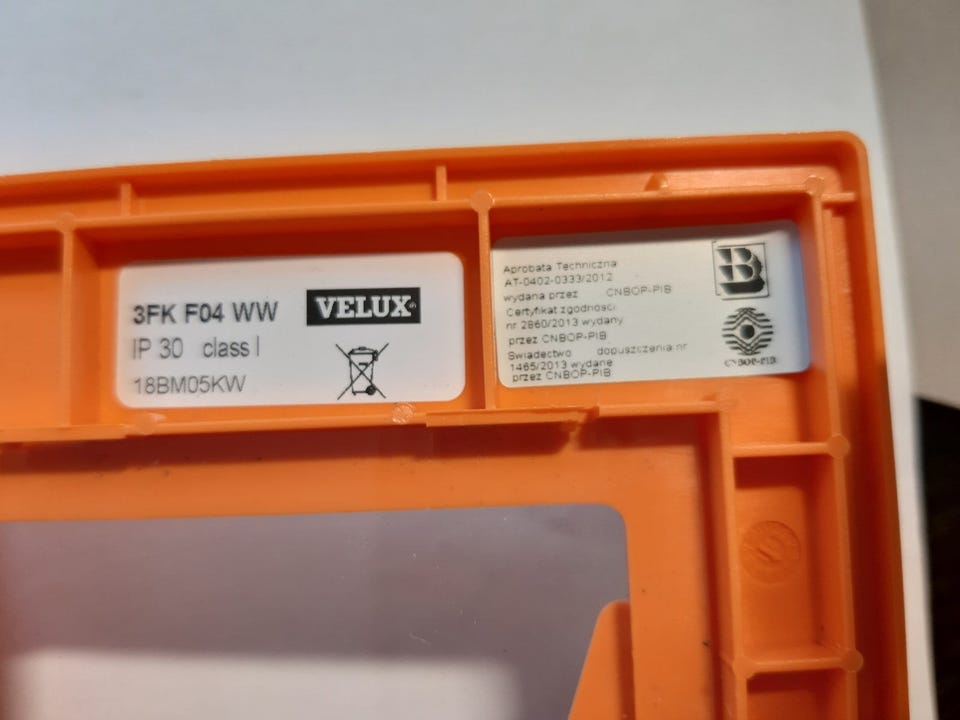 3FK F04 WW
VELUX
IP 30 class I
18BM05KW
Aprobata Techniczna
AT-0402-0333/2012
wydana przez CNBOP-PIB
Certyfikat zgodności
nr 2860/2013 wydany
przez CNBOP-PIB
Świadectwo dopuszczenia nr
1465/2013 wydane
przez CNBOP-PIB
B
CNBOP-PIB